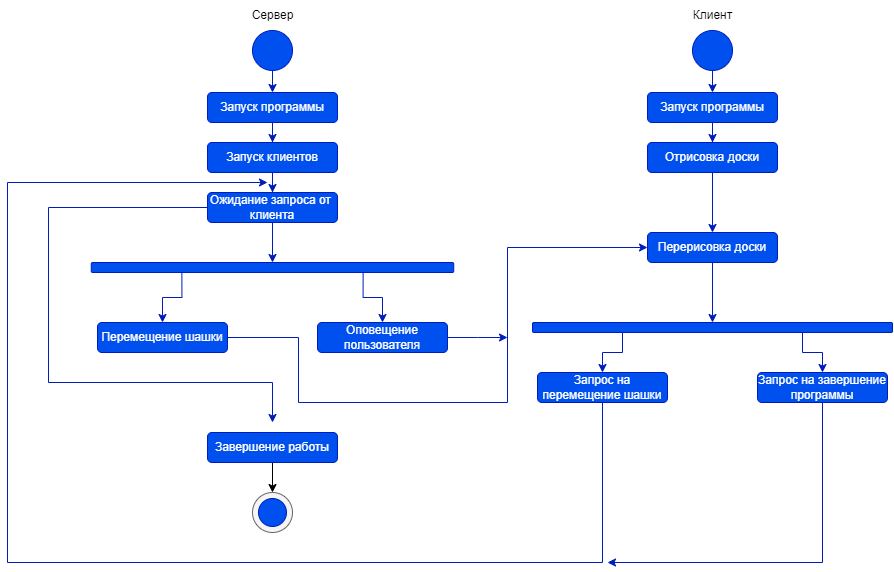 Сервер
Клиент
Запуск программы
Запуск программы
Запуск клиентов
Отрисовка доски
Ожидание запроса от
клиента
Перерисовка доски
Перемещение шашки
Оповещение
пользователя
Запрос на
перемещение шашки
Запрос на завершение
программы
Завершение работы